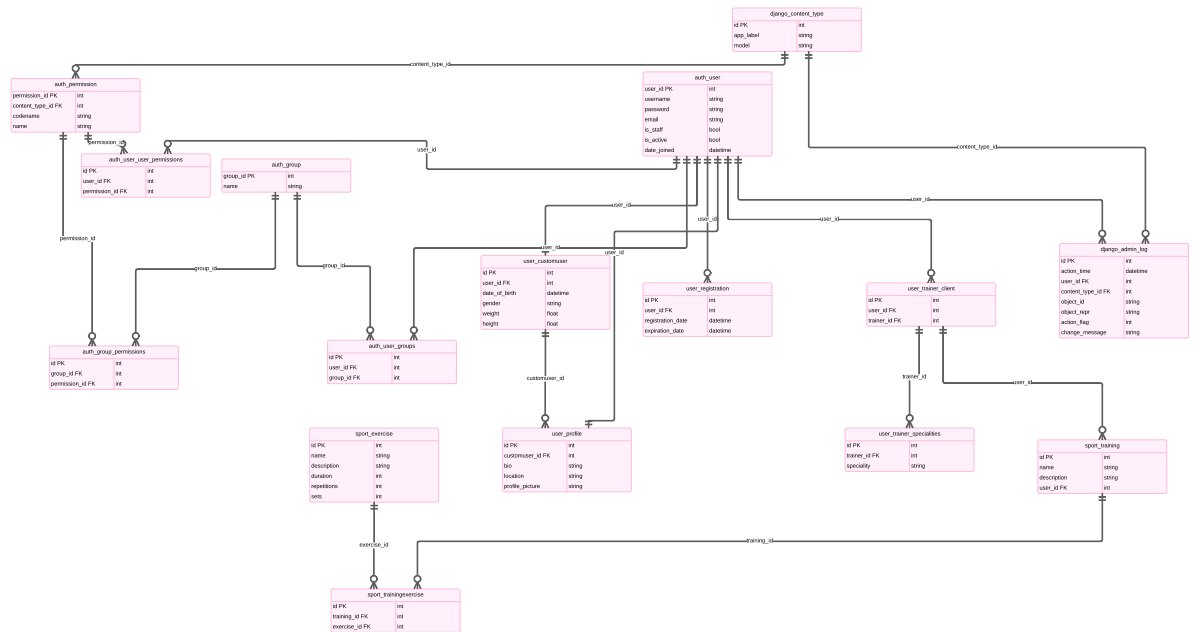 django_content_type
id PK int
app_label string
model string
content_type_id
auth_permission
permission_id PK int
content_type_id FK int
codename string
name string
auth_user
user_id PK int
username string
password string
email string
is_staff bool
is_active bool
date_joined datetime
permission_id
user_id
content_type_id
auth_user_user_permissions
id PK int
user_id FK int
permission_id FK int
auth_group
group_id PK int
name string
user_id
user_id
user_id
user_id
permission_id
group_id
group_id
user_id
user_id
django_admin_log
id PK int
action_time datetime
user_id FK int
content_type_id FK int
object_id string
object_repr string
action_flag int
change_message string
user_customuser
id PK int
user_id FK int
date_of_birth datetime
gender string
weight float
height float
user_registration
id PK int
user_id FK int
registration_date datetime
expiration_date datetime
user_trainer_client
id PK int
user_id FK int
trainer_id FK int
auth_group_permissions
id PK int
group_id FK int
permission_id FK int
auth_user_groups
id PK int
user_id FK int
group_id FK int
customuser_id
trainer_id
user_id
sport_exercise
id PK int
name string
description string
duration int
repetitions int
sets int
user_profile
id PK int
customuser_id FK int
bio string
location string
profile_picture string
user_trainer_specialities
id PK int
trainer_id FK int
speciality string
sport_training
id PK int
name string
description string
user_id FK int
exercise_id
training_id
sport_trainingexercise
id PK int
training_id FK int
exercise_id FK int